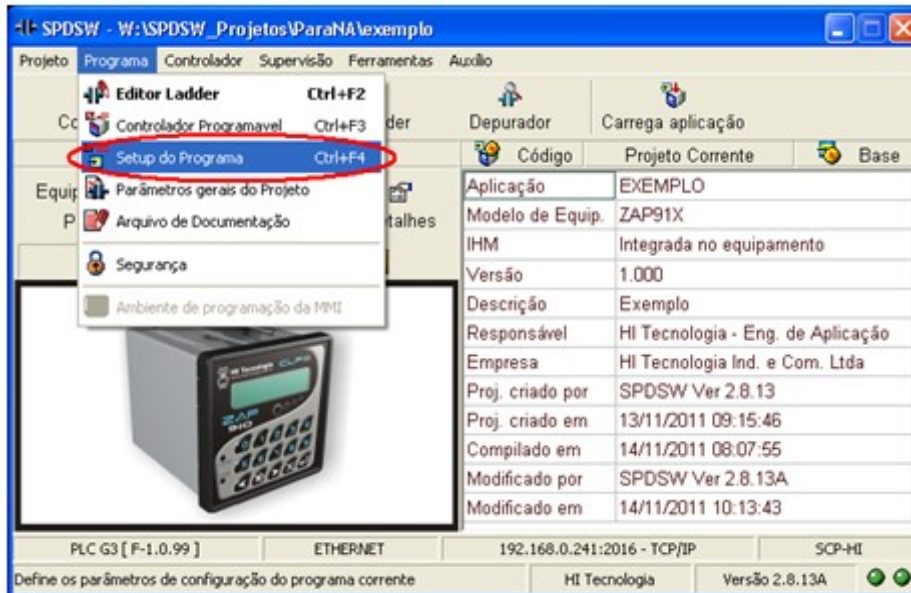 SPDSW - W:\SPDSW_Projetos\ParaNA\exemplo
Projeto Programa Controlador Supervisão Ferramentas Auxílio
Editor Ladder Ctrl+F2
Controlador Programavel Ctrl+F3
Setup do Programa Ctrl+F4
Parâmetros gerais do Projeto
Arquivo de Documentação
Segurança
Ambiente de programação da MMI
Depurador Carrega aplicação
Código Projeto Corrente Base
Aplicação EXEMPLO
Modelo de Equip. ZAP91X
IHM Integrada no equipamento
Versão 1.000
Descrição Exemplo
Responsável HI Tecnologia - Eng. de Aplicação
Empresa HI Tecnologia Ind. e Com. Ltda
Proj. criado por SPDSW Ver 2.8.13
Proj. criado em 13/11/2011 09:15:46
Compilado em 14/11/2011 08:07:55
Modificado por SPDSW Ver 2.8.13A
Modificado em 14/11/2011 10:13:43
HI Tecnologia
ZAP
910
PLC G3 [ F-1.0.99 ] ETHERNET 192.168.0.241:2016 - TCP/IP SCP-HI
Define os parâmetros de configuração do programa corrente HI Tecnologia Versão 2.8.13A